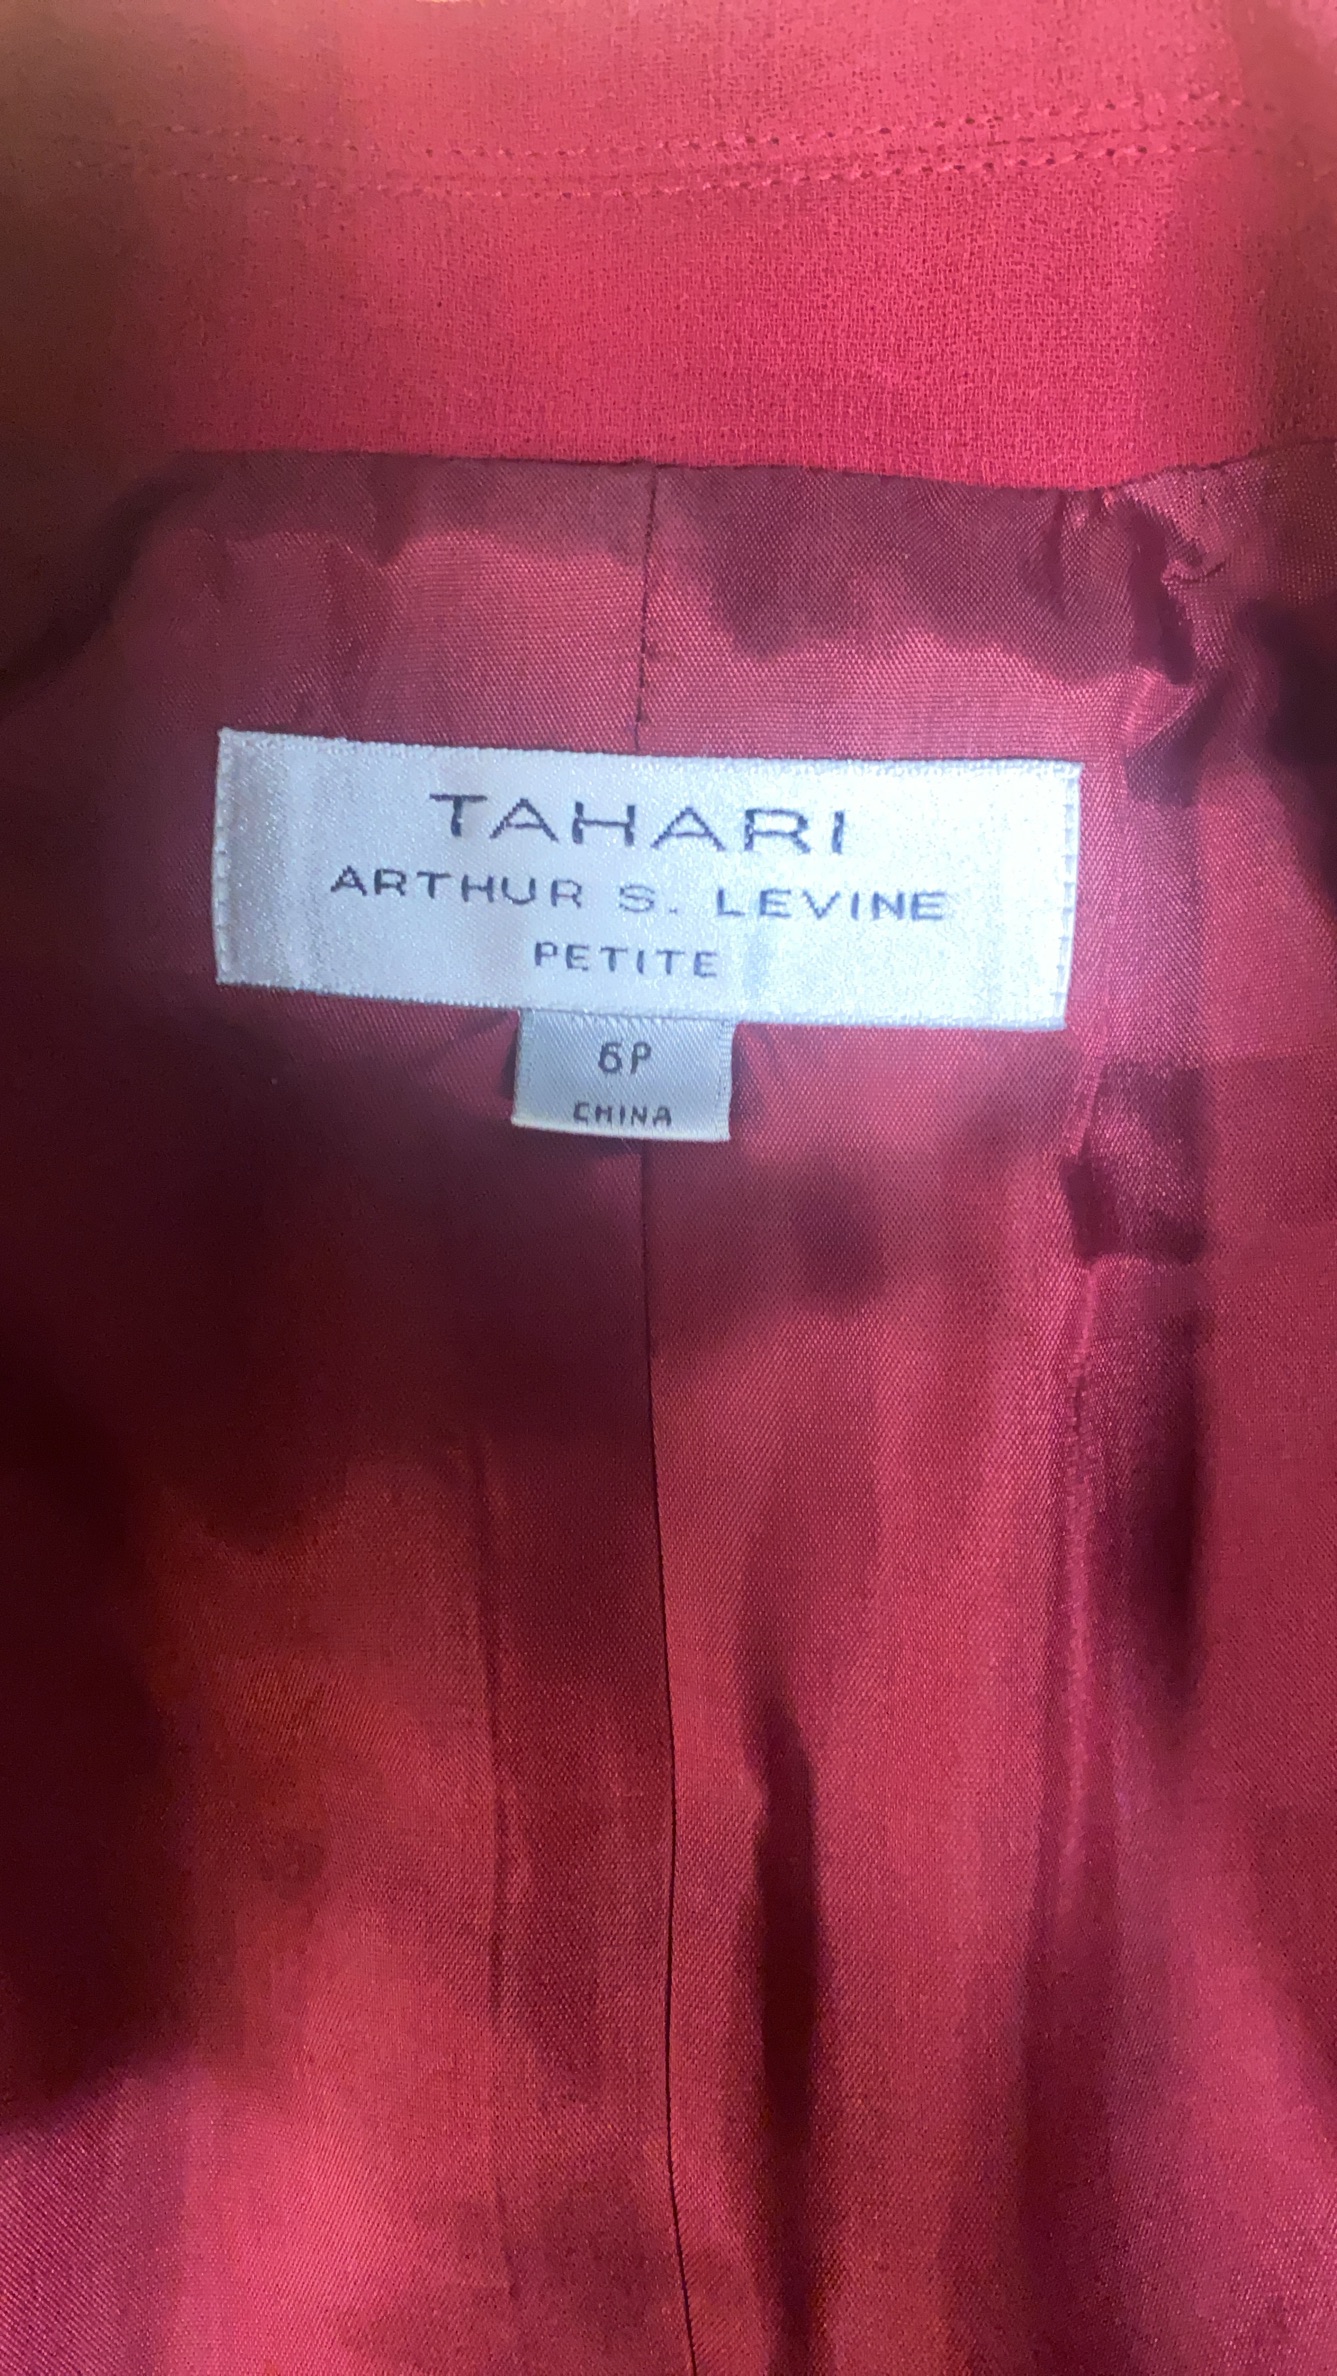 TAHARI
ARTHUR S. LEVINE
PETITE
6P
CHINA